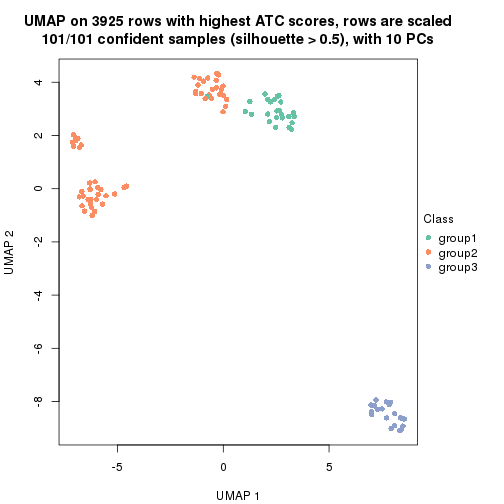 UMAP on 3925 rows with highest ATC scores, rows are scaled
101/101 confident samples (silhouette > 0.5), with 10 PCs
4
2
0
-2
-4
-6
-8
UMAP 2
-5
0
5
UMAP 1
Class
group1
group2
group3